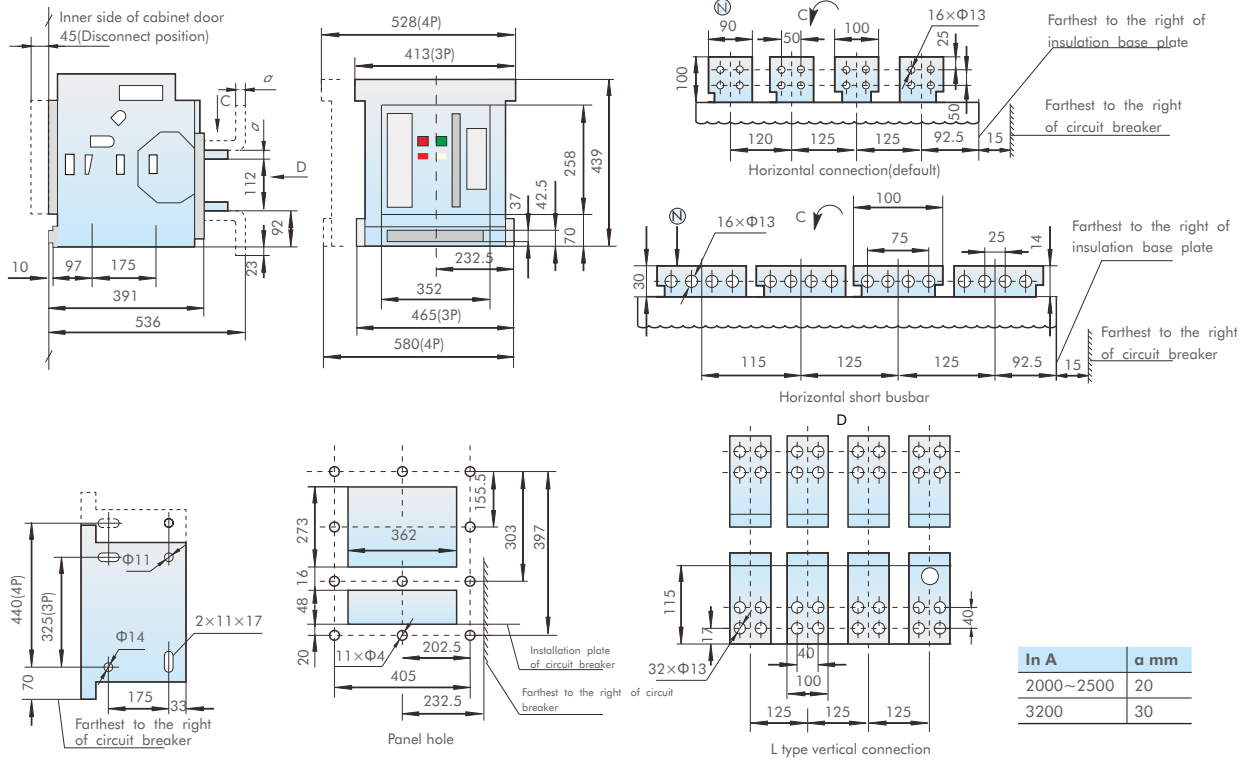 Inner side of cabinet door
45(Disconnect position)
a
C
a
112
D
92
23
10
97
175
391
536
528(4P)
413(3P)
258
439
37
42.5
70
232.5
352
465(3P)
580(4P)
N
90
C
50
100
16×Φ13
25
100
50
120
125
125
92.5
15
Farthest to the right of
insulation base plate
Farthest to the right
of circuit breaker
Horizontal connection(default)
N
16×Φ13
C
100
75
25
14
30
115
125
125
92.5
15
Farthest to the right of
insulation base plate
Farthest to the right
of circuit breaker
Horizontal short busbar
440(4P)
325(3P)
70
Φ11
Φ14
2×11×17
175
33
Farthest to the right
of circuit breaker
273
362
16
48
20
155.5
303
397
11×Φ4
202.5
405
232.5
Installation plate
of circuit breaker
Farthest to the right of circuit
breaker
Panel hole
D
115
17
32×Φ13
40
100
40
125
125
125
L type vertical connection
In A a mm
2000~2500 20
3200 30